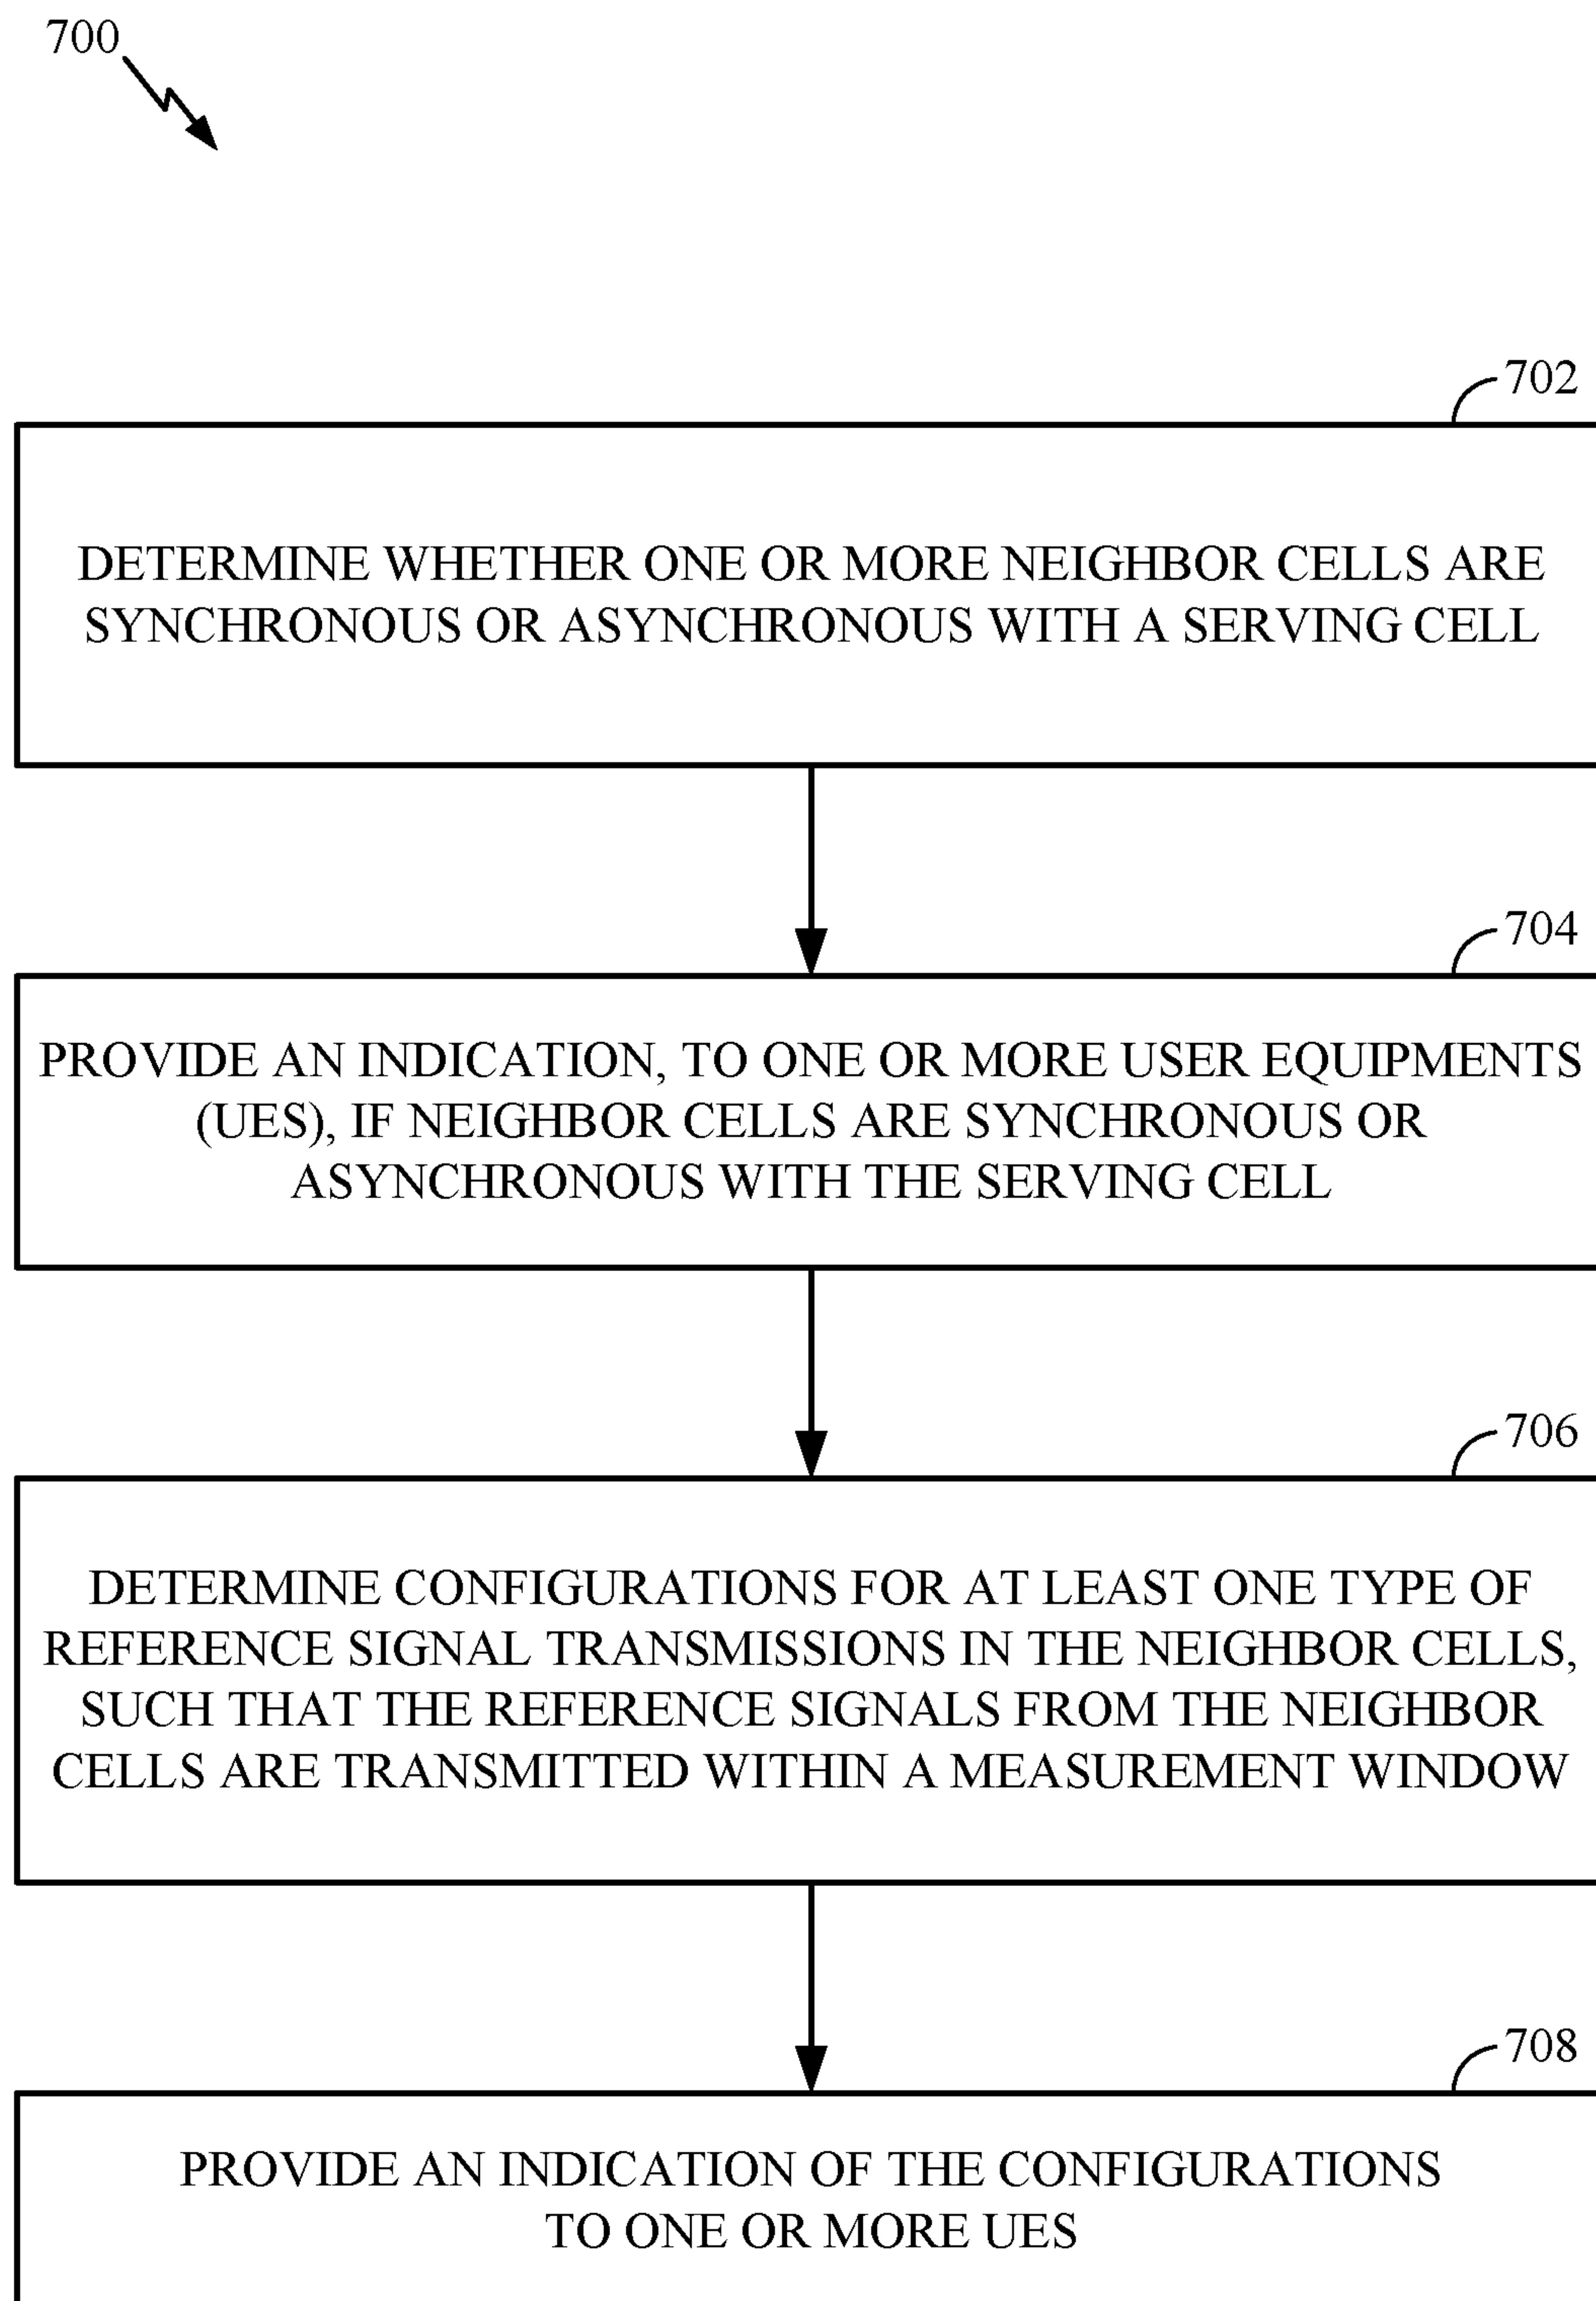 700
702
DETERMINE WHETHER ONE OR MORE NEIGHBOR CELLS ARE
SYNCHRONOUS OR ASYNCHRONOUS WITH A SERVING CELL
704
PROVIDE AN INDICATION, TO ONE OR MORE USER EQUIPMENTS
(UES), IF NEIGHBOR CELLS ARE SYNCHRONOUS OR
ASYNCHRONOUS WITH THE SERVING CELL
706
DETERMINE CONFIGURATIONS FOR AT LEAST ONE TYPE OF
REFERENCE SIGNAL TRANSMISSIONS IN THE NEIGHBOR CELLS,
SUCH THAT THE REFERENCE SIGNALS FROM THE NEIGHBOR
CELLS ARE TRANSMITTED WITHIN A MEASUREMENT WINDOW
708
PROVIDE AN INDICATION OF THE CONFIGURATIONS
TO ONE OR MORE UES